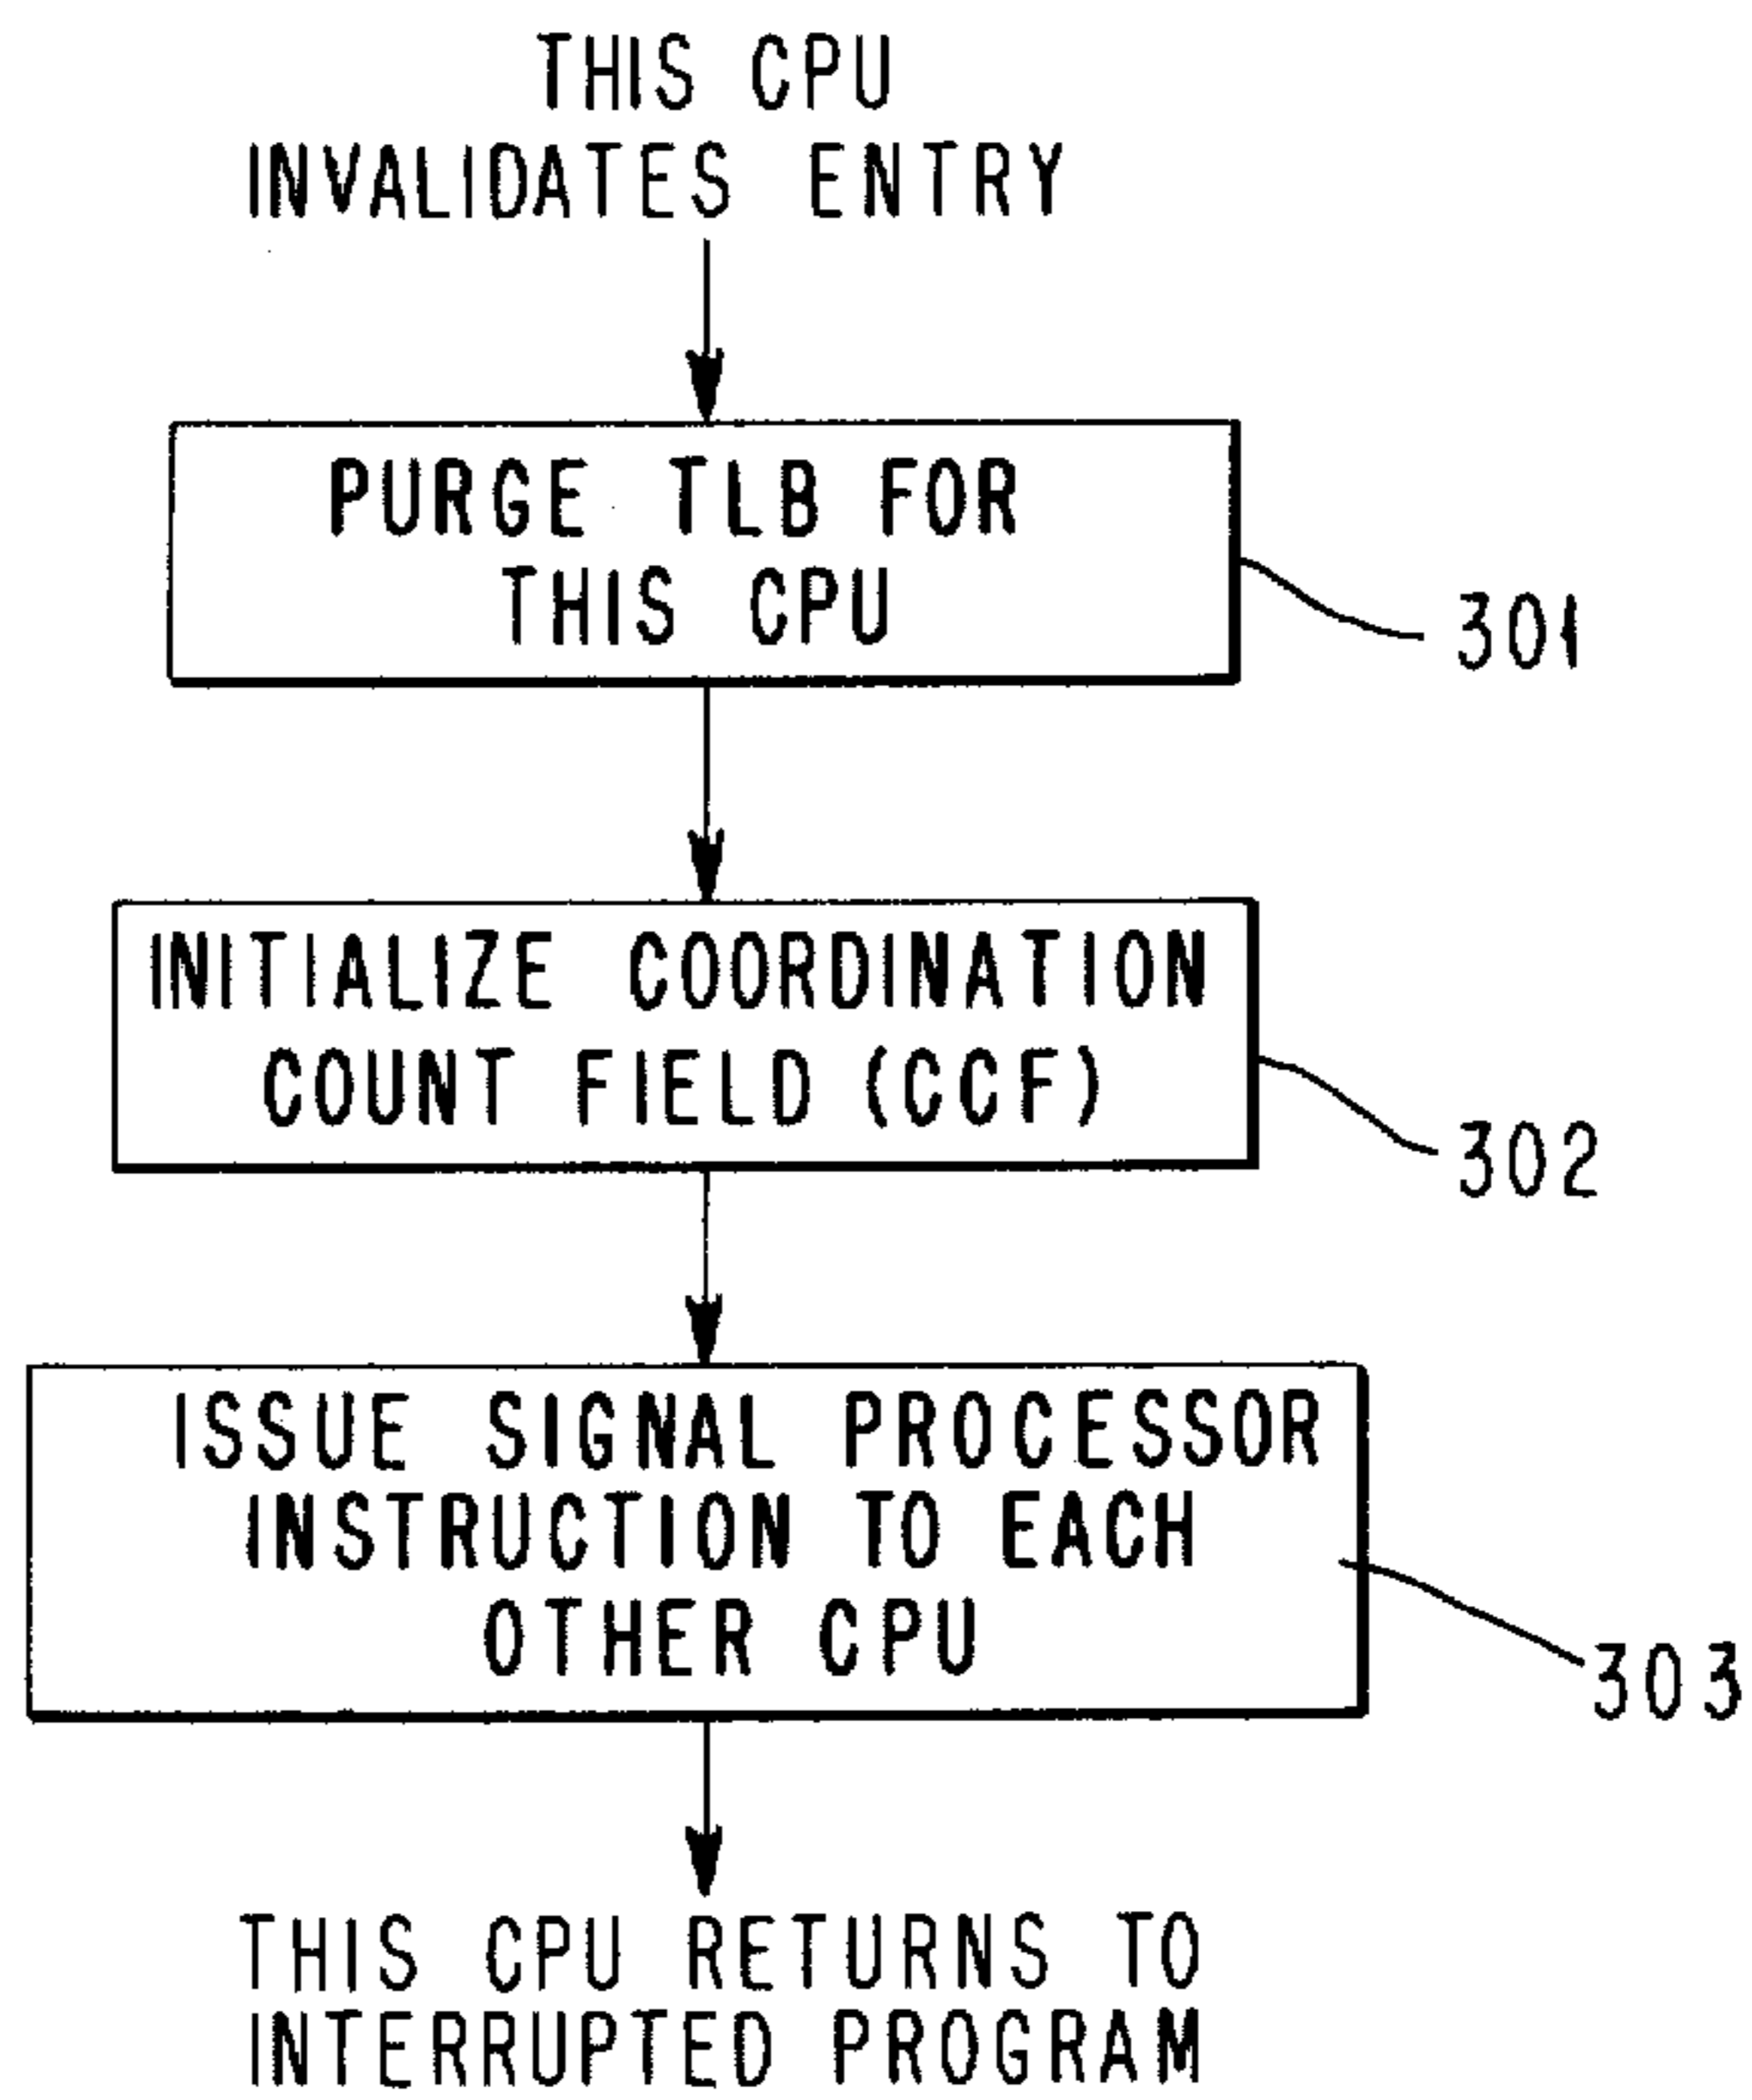 THIS CPU
INVALIDATES ENTRY
PURGE TLB FOR
THIS CPU
301
INITIALIZE COORDINATION
COUNT FIELD (CCF)
302
ISSUE SIGNAL PROCESSOR
INSTRUCTION TO EACH
OTHER CPU
303
THIS CPU RETURNS TO
INTERRUPTED PROGRAM